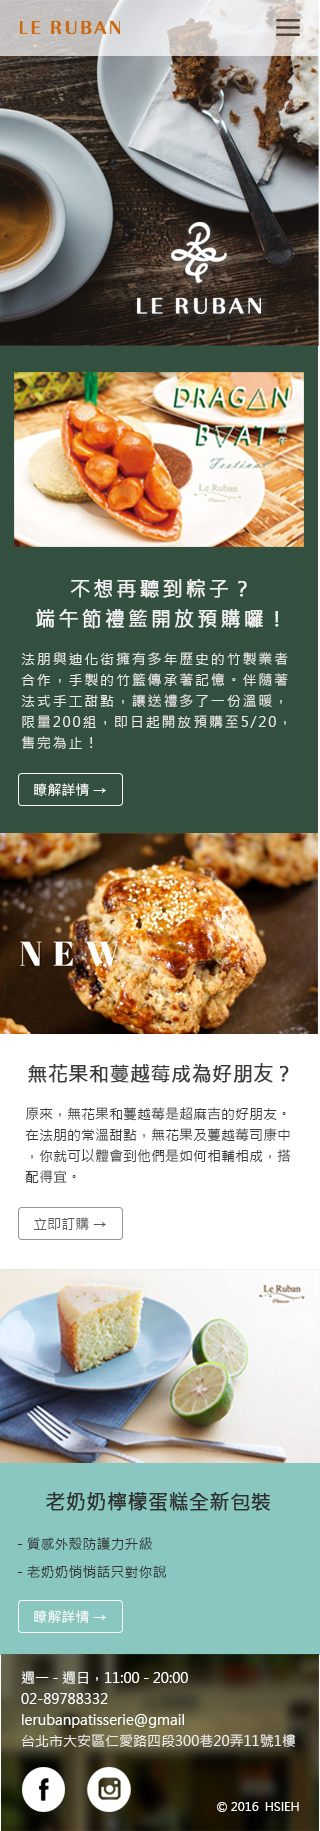 LE RUBAN
LE RUBAN
DRAGAN
BVAT
端午
Festival
Le Ruban
不想再聽到粽子？
端午節禮籃開放預購囉！
法朋與迪化街擁有多年歷史的竹製業者
合作，手製的竹籃傳承著記憶。伴隨著
法式手工甜點，讓送禮多了一份溫暖，
限量200組，即日起開放預購至5/20，
售完為止！
瞭解詳情→
NEW
無花果和蔓越莓成為好朋友？
原來，無花果和蔓越莓是超麻吉的好朋友。
在法朋的常溫甜點，無花果及蔓越莓司康中
，你就可以體會到他們是如何相輔相成，搭
配得宜。
立即訂購→
Le Ruban
老奶奶檸檬蛋糕全新包裝
- 質感外殼防護力升級
- 老奶奶悄悄話只對你說
瞭解詳情→
週一 - 週日，11:00 - 20:00
02-89788332
lerubanpatisserie@gmail
台北市大安區仁愛路四段300巷20弄11號1樓
© 2016 HSIEH